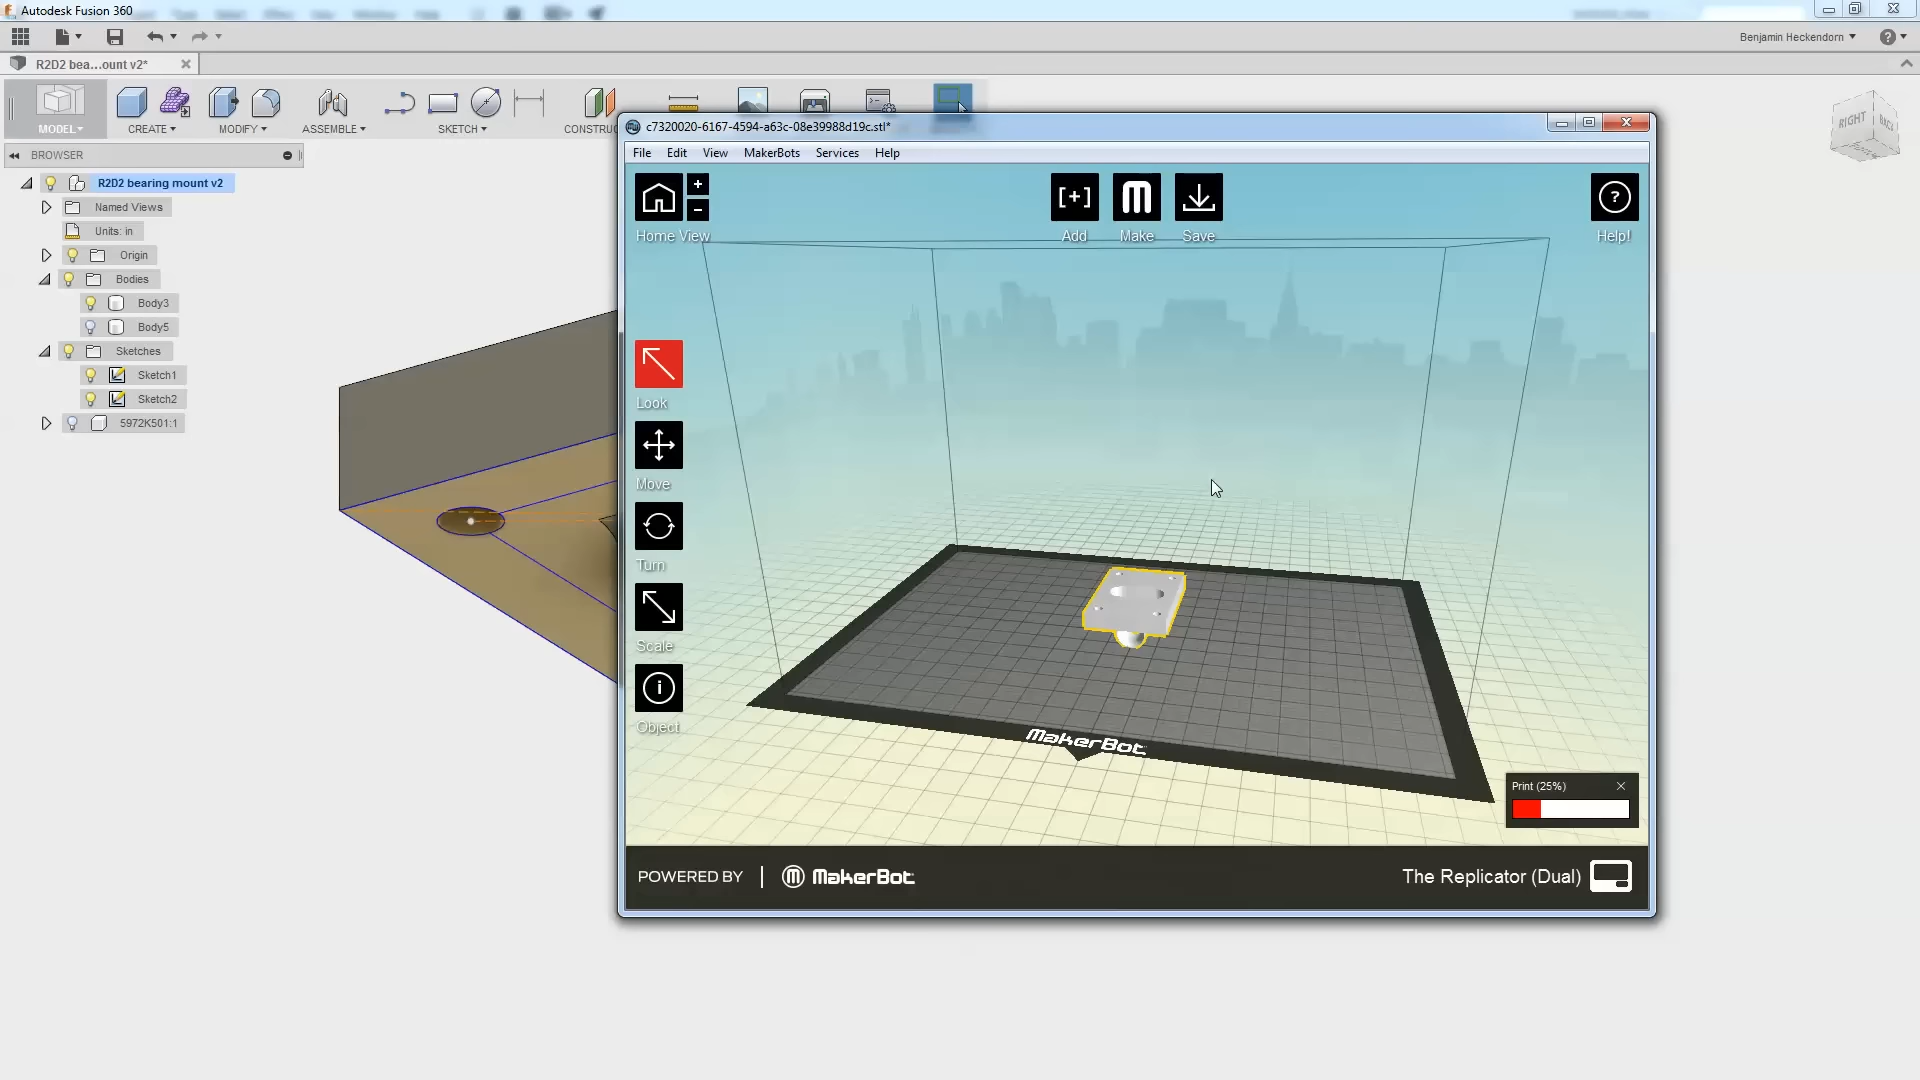 Autodesk Fusion 360
Benjamin Heckendorn
R2D2 bea...ount v2*
MODEL
CREATE
MODIFY
ASSEMBLE
SKETCH
CONSTRUC
BROWSER
R2D2 bearing mount v2
Named Views
Units: in
Origin
Bodies
Body3
Body5
Sketches
Sketch1
Sketch2
5972K501:1
RIGHT
BACK
c7320020-6167-4594-a63c-08e39988d19c.stl*
File Edit View MakerBots Services Help
Home View
Add
Make
Save
Help!
Look
Move
Turn
Scale
Object
MakerBot
Print (25%)
POWERED BY | MakerBot
The Replicator (Dual)